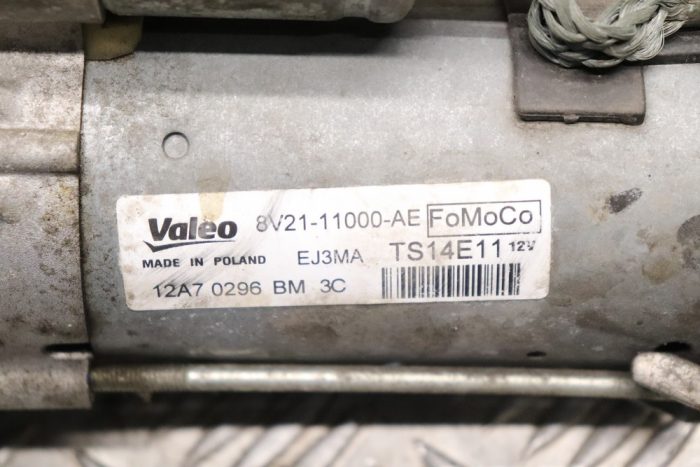 Valeo 8V21-11000-AE FoMoCo
MADE IN POLAND EJ3MA TS14E11 12V
12A7 0296 BM 3C